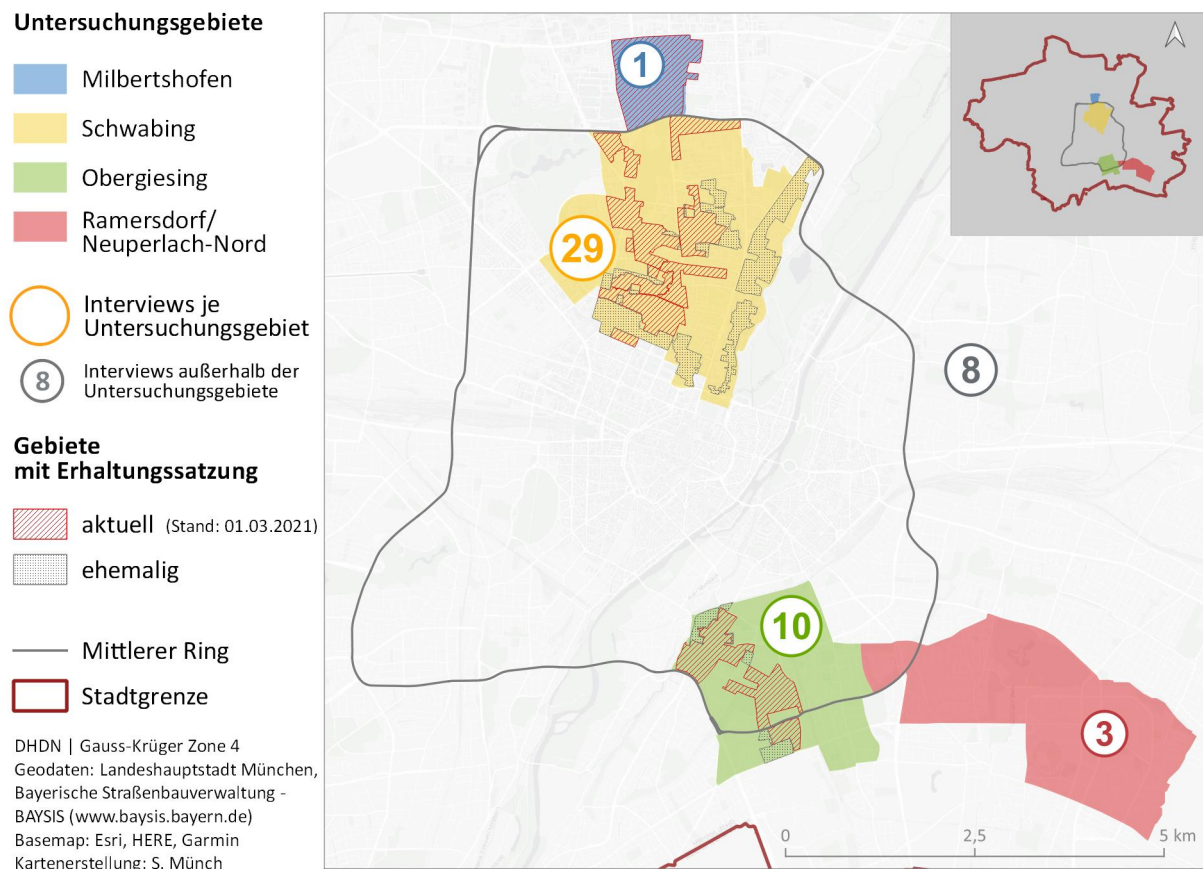 Untersuchungsgebiete
Milbertshofen
Schwabing
Obergiesing
Ramersdorf/
Neuperlach-Nord
Interviews je
Untersuchungsgebiet
8
Interviews außerhalb der
Untersuchungsgebiete
Gebiete
mit Erhaltungssatzung
aktuell (Stand: 01.03.2021)
ehemalig
Mittlerer Ring
Stadtgrenze
DHDN | Gauss-Krüger Zone 4
Geodaten: Landeshauptstadt München,
Bayerische Straßenbauverwaltung -
BAYSIS (www.baysis.bayern.de)
Basemap: Esri, HERE, Garmin
Kartenerstellung: S. Münch
1
29
8
10
3
0 2,5 5 km